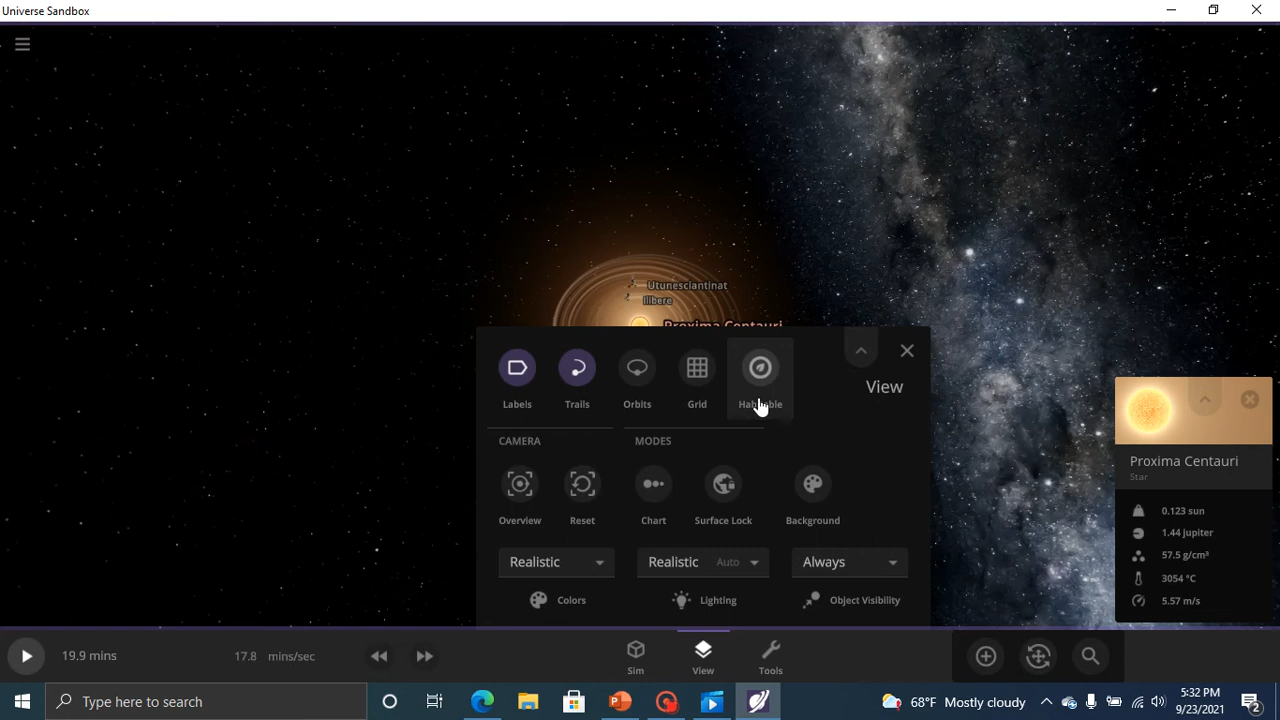 Universe Sandbox
Utunesciantinat
Ilibere
Proxima Centauri
Labels
Trails
Orbits
Grid
View
CAMERA
MODES
Overview
Reset
Chart
Surface Lock
Background
Realistic
Realistic Auto
Always
Colors
Lighting
Object Visibility
Proxima Centauri
Star
0.123 sun
1.44 jupiter
57.5 g/cm³
3054 °C
5.57 m/s
19.9 mins
17.8 mins/sec
Sim
View
Tools
Type here to search
68°F Mostly cloudy
5:32 PM
9/23/2021
2